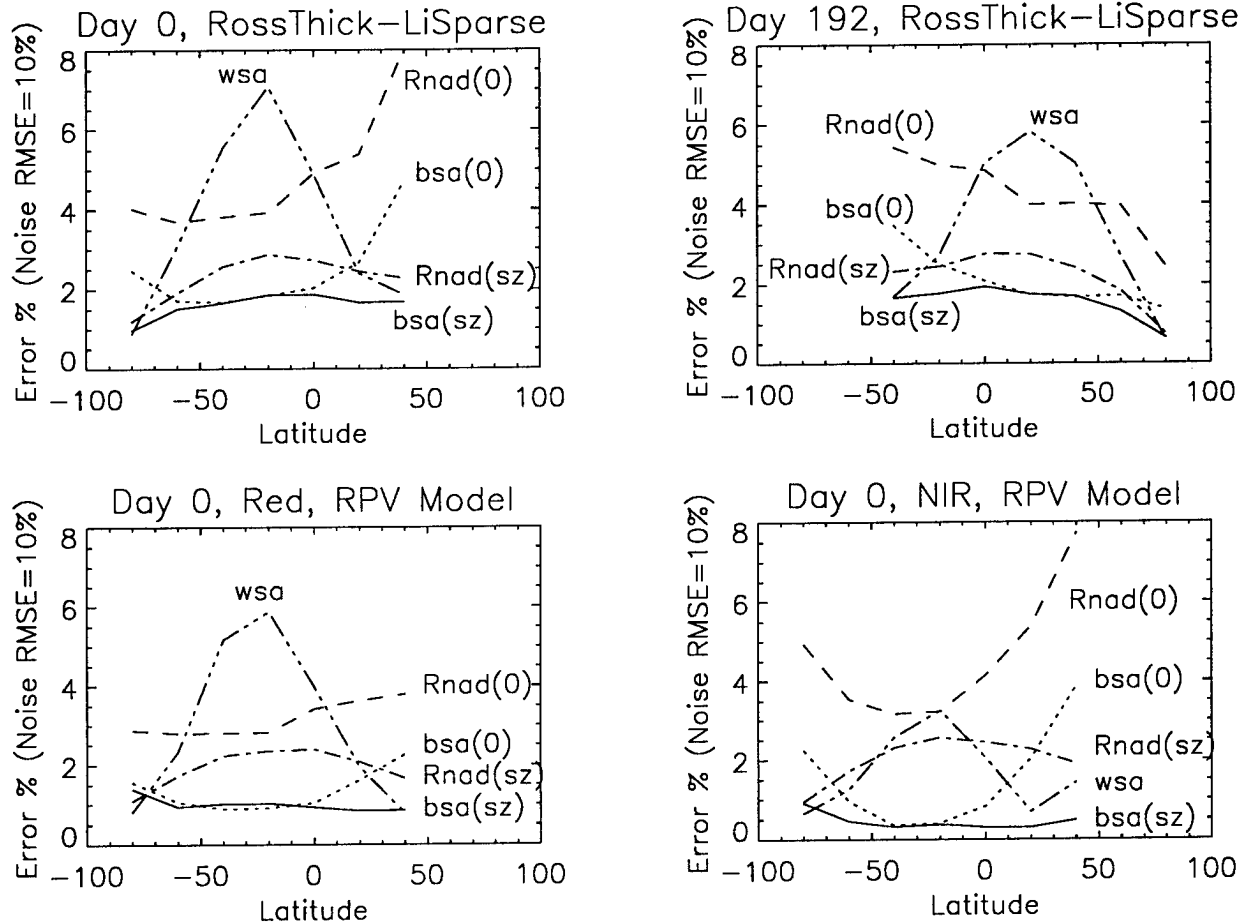 Day 0, RossThick-LiSparse
Error % (Noise RMSE=10%)
8
6
4
2
0
wsa
Rnad(0)
bsa(0)
Rnad(sz)
bsa(sz)
-100
-50
0
50
100
Latitude
Day 192, RossThick-LiSparse
Error % (Noise RMSE=10%)
8
6
4
2
0
Rnad(0)
wsa
bsa(0)
Rnad(sz)
bsa(sz)
-100
-50
0
50
100
Latitude
Day 0, Red, RPV Model
Error % (Noise RMSE=10%)
8
6
4
2
0
wsa
Rnad(0)
bsa(0)
Rnad(sz)
bsa(sz)
-100
-50
0
50
100
Latitude
Day 0, NIR, RPV Model
Error % (Noise RMSE=10%)
8
6
4
2
0
Rnad(0)
bsa(0)
Rnad(sz)
wsa
bsa(sz)
-100
-50
0
50
100
Latitude